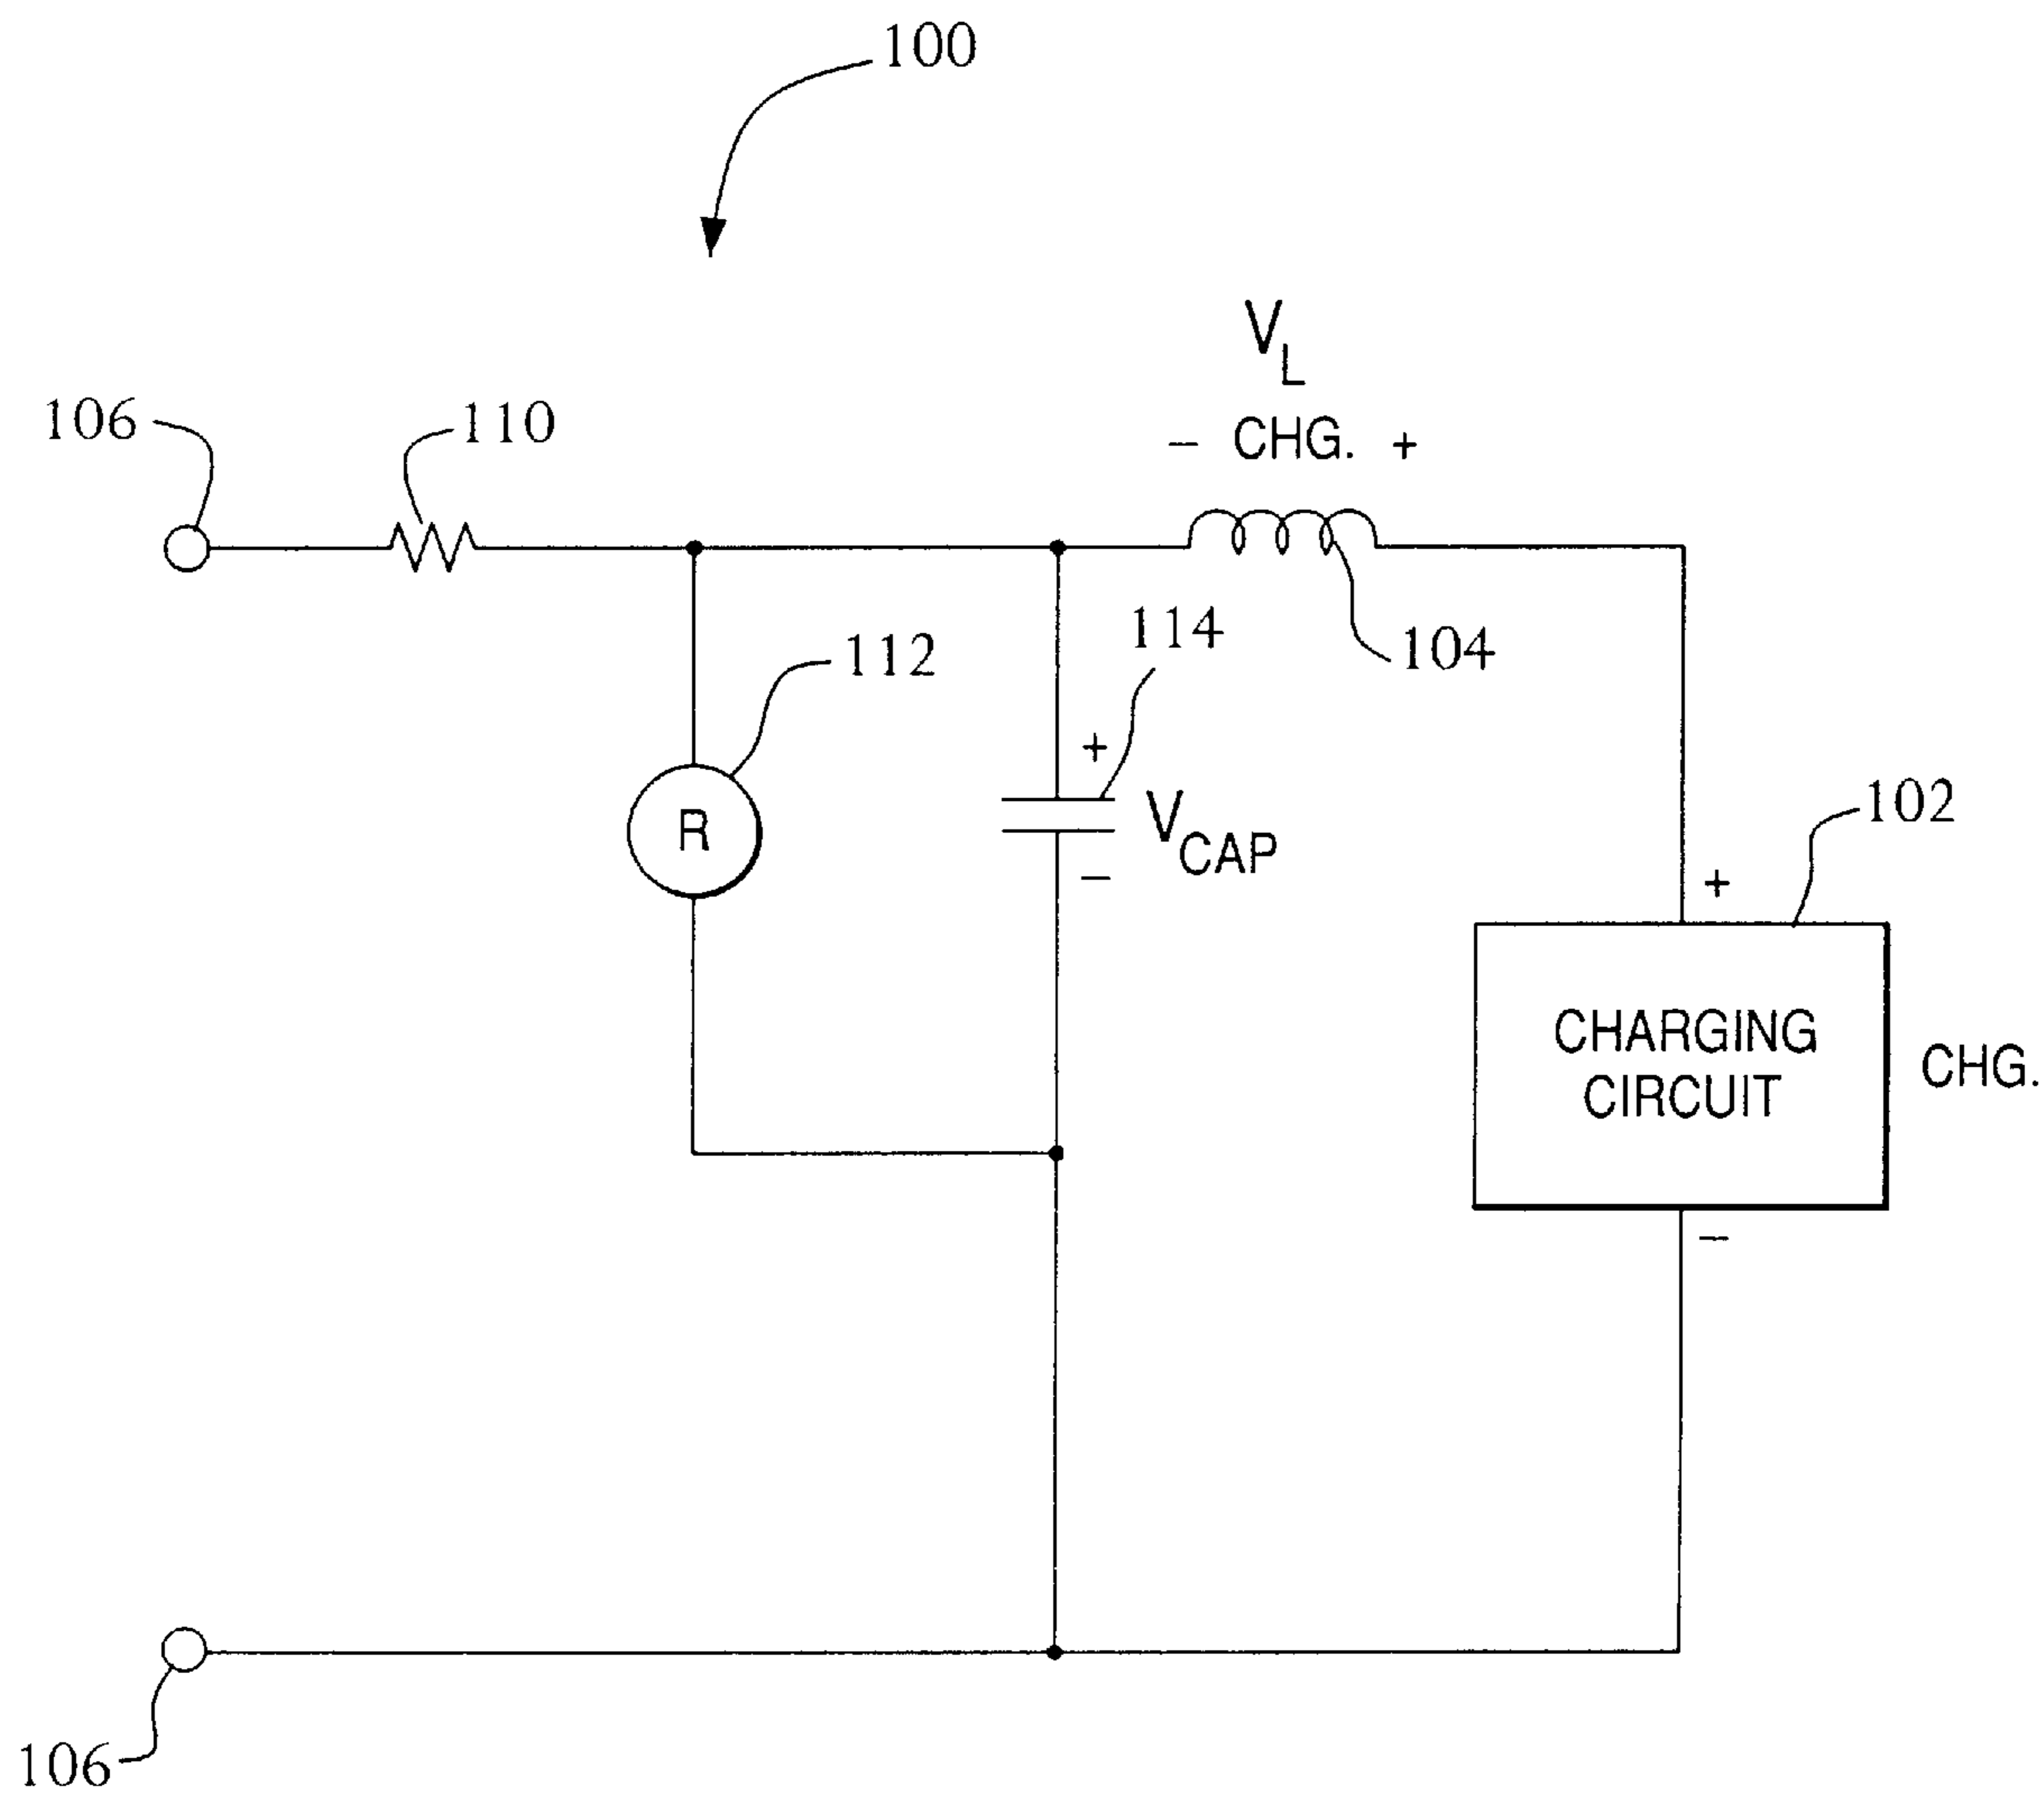 100
V_L
106
110
− CHG. +
114
104
112
+
R
V_CAP
102
−
+
CHARGING
CIRCUIT
CHG.
−
106